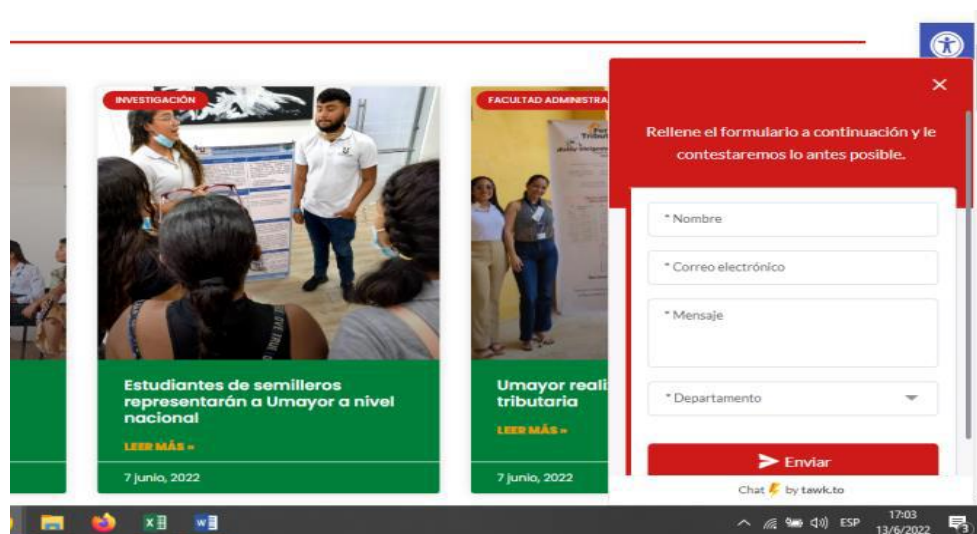 INVESTIGACIÓN
Estudiantes de semilleros
representarán a Umayor a nivel
nacional
LEER MÁS »
7 junio, 2022
FACULTAD ADMINISTRA
Umayor reali
tributaria
LEER MÁS »
7 junio, 2022
Rellene el formulario a continuación y le
contestaremos lo antes posible.
* Nombre
* Correo electrónico
* Mensaje
* Departamento
Enviar
Chat by tawk.to
ESP
17:03
13/6/2022
3